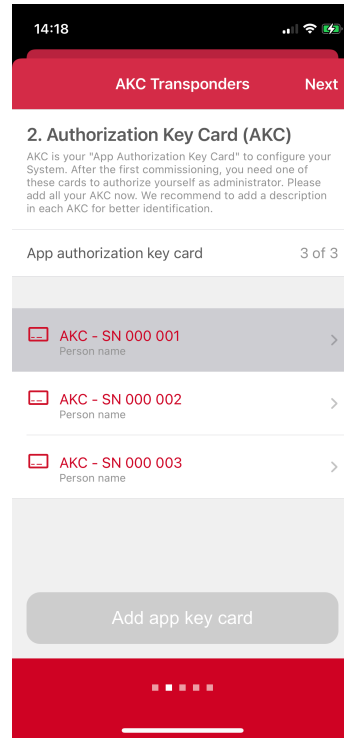 14:18
AKC Transponders
Next
2. Authorization Key Card (AKC)
AKC is your "App Authorization Key Card" to configure your
System. After the first commissioning, you need one of
these cards to authorize yourself as administrator. Please
add all your AKC now. We recommend to add a description
in each AKC for better identification.
App authorization key card
3 of 3
AKC - SN 000 001
Person name
AKC - SN 000 002
Person name
AKC - SN 000 003
Person name
Add app key card